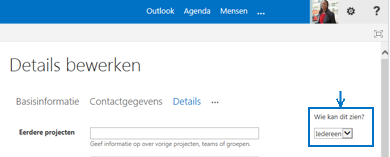 Outlook Agenda Mensen ... ?
Details bewerken
Basisinformatie Contactgegevens Details ...
Wie kan dit zien?
Eerdere projecten
Iedereen
Geef informatie op over vorige projecten, teams of groepen.